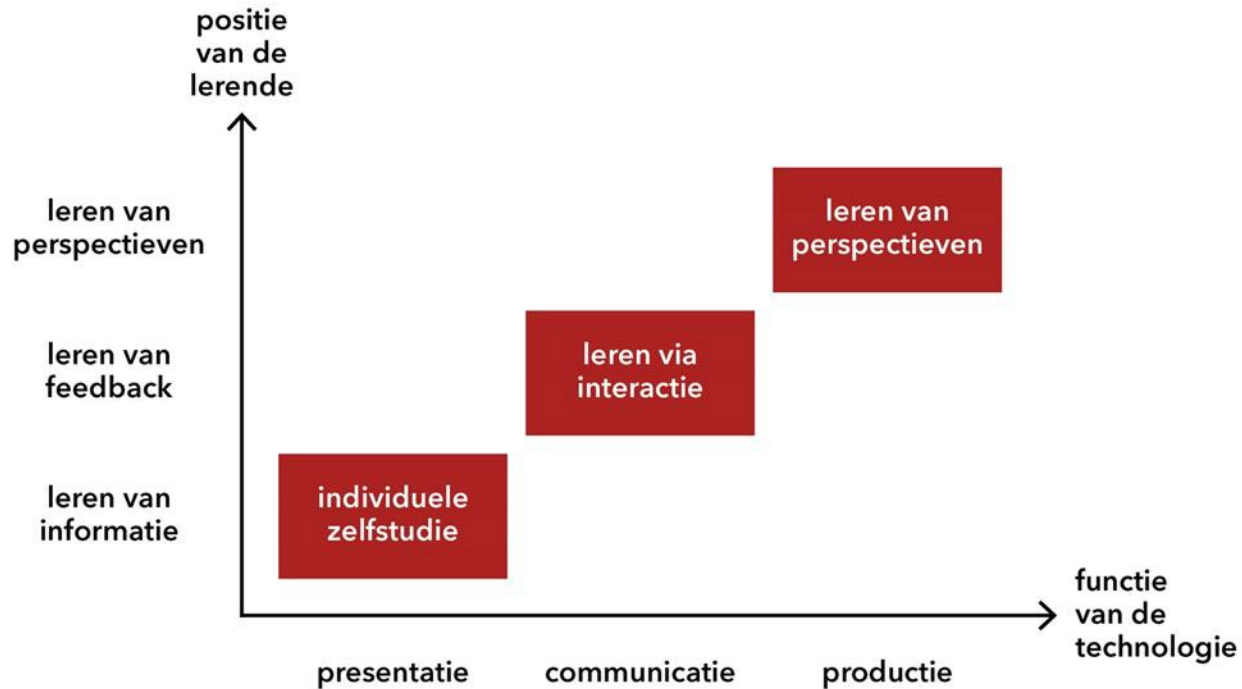 positie
van de
lerende
leren van
perspectieven
leren van
perspectieven
leren van
feedback
leren via
interactie
leren van
informatie
individuele
zelfstudie
functie
van de
technologie
presentatie
communicatie
productie